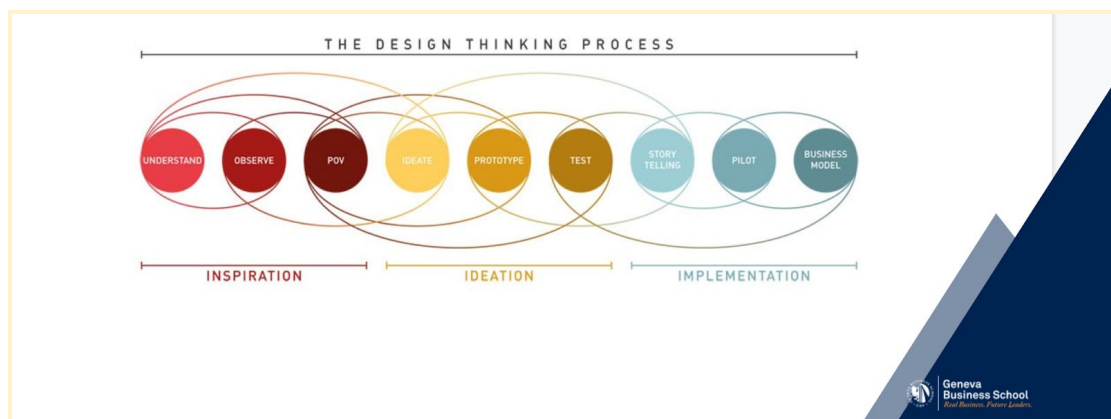 THE DESIGN THINKING PROCESS
UNDERSTAND
OBSERVE
POV
IDEATE
PROTOTYPE
TEST
STORY
TELLING
PILOT
BUSINESS
MODEL
INSPIRATION
IDEATION
IMPLEMENTATION
Geneva
Business School
Real Business. Future Leaders.